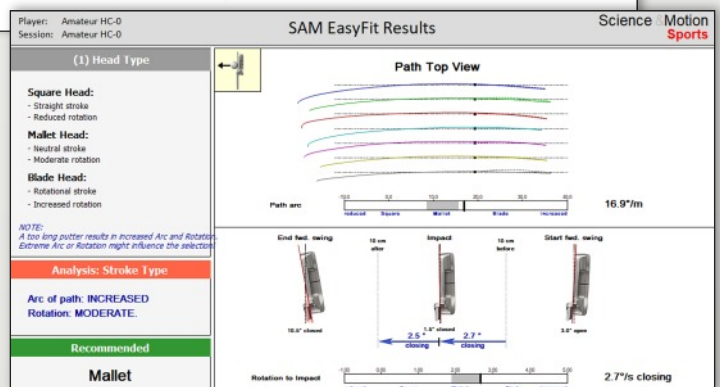 Player: Amateur HC-0
Session: Amateur HC-0
SAM EasyFit Results
Science Motion
Sports
(1) Head Type
Square Head:
- Straight stroke
- Reduced rotation
Mallet Head:
- Neutral stroke
- Moderate rotation
Blade Head:
- Rotational stroke
- Increased rotation
NOTE:
A too long putter results in increased Arc and Rotation.
Extreme Arc or Rotation might influence the selection
Analysis: Stroke Type
Arc of path: INCREASED
Rotation: MODERATE.
Recommended
Mallet
Path Top View
Path arc
reduced Square Mallet Blade increased
16.9°/m
End fwd. swing
10 cm
after
Impact
10 cm
before
Start fwd. swing
10.5° closed
1.5° closed
3.0° open
2.5 °
closing
2.7 °
closing
Rotation to Impact
2.7°/s closing